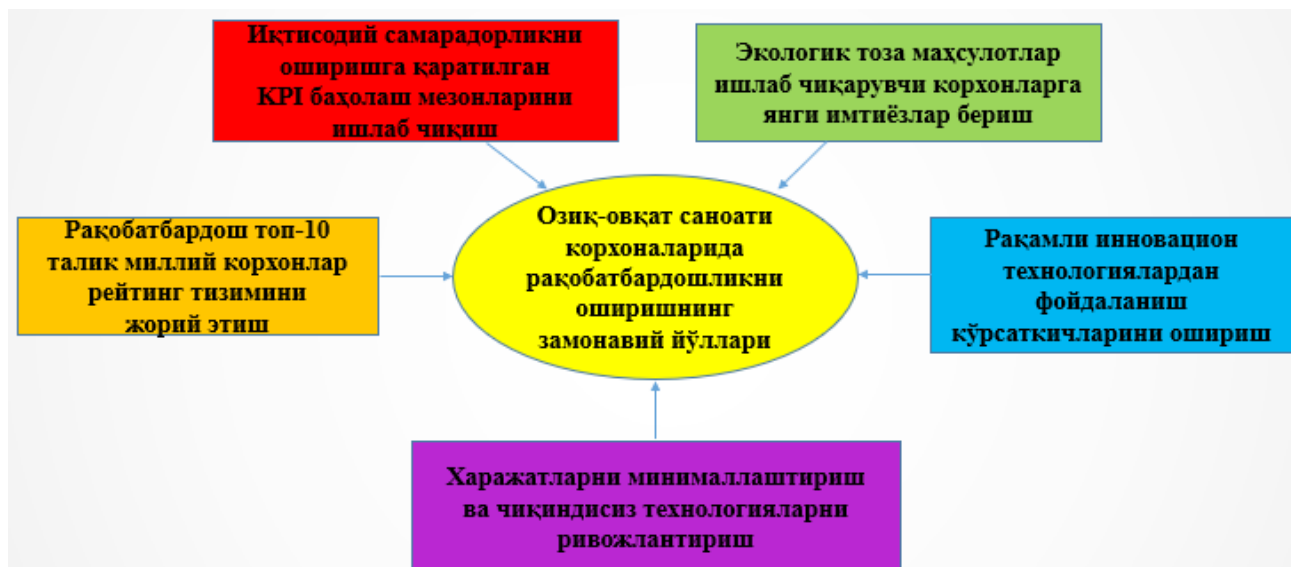 Иқтисодий самарадорликни
оширишга қаратилган
KPI баҳолаш мезонларини
ишлаб чиқиш
Экологик тоза маҳсулотлар
ишлаб чиқарувчи корхонларга
янги имтиёзлар бериш
Рақобатбардош топ-10
талик миллий корхонлар
рейтинг тизимини
жорий этиш
Озиқ-овқат саноати
корхоналарида
рақобатбардошликни
оширишнинг
замонавий йўллари
Рақамли инновацион
технологиялардан
фойдаланиш
кўрсаткичларини ошириш
Харажатларни минималлаштириш
ва чиқиндисиз технологияларни
ривожлантириш